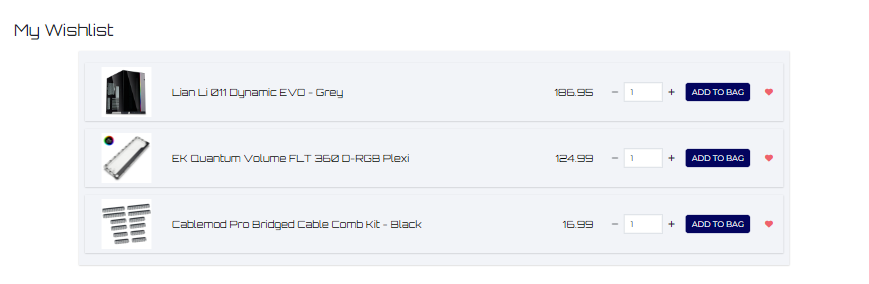 My Wishlist
Lian Li O11 Dynamic EVO - Grey 186.95 − 1 + ADD TO BAG
EK Quantum Volume FLT 360 D-RGB Plexi 124.99 − 1 + ADD TO BAG
Cablemod Pro Bridged Cable Comb Kit - Black 16.99 − 1 + ADD TO BAG